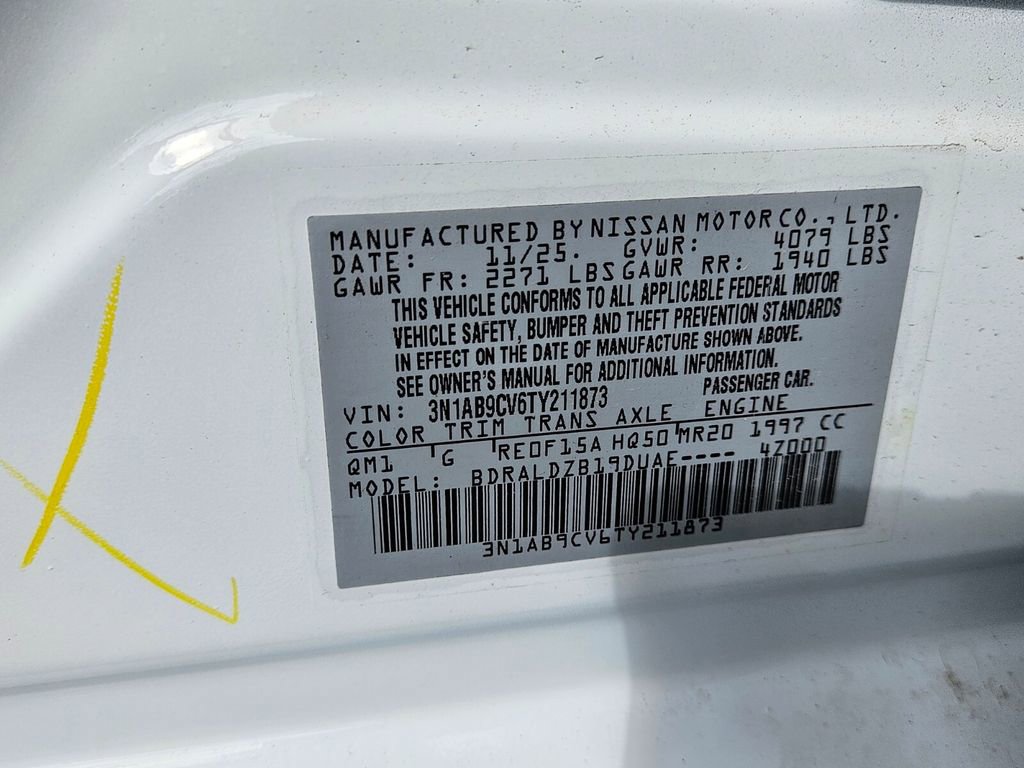 MANUFACTURED BY NISSAN MOTOR CO., LTD.
DATE: 11/25. GVWR: 4079 LBS
GAWR FR: 2271 LBS GAWR RR: 1940 LBS
THIS VEHICLE CONFORMS TO ALL APPLICABLE FEDERAL MOTOR
VEHICLE SAFETY, BUMPER AND THEFT PREVENTION STANDARDS
IN EFFECT ON THE DATE OF MANUFACTURE SHOWN ABOVE.
SEE OWNER'S MANUAL FOR ADDITIONAL INFORMATION.
PASSENGER CAR.
VIN: 3N1AB9CV6TY211873
COLOR TRIM TRANS AXLE ENGINE
QM1 G RE0F15A HQ50 MR20 1997 CC
MODEL: BDRALDZB19DUAE---- 4Z000
3N1AB9CV6TY211873